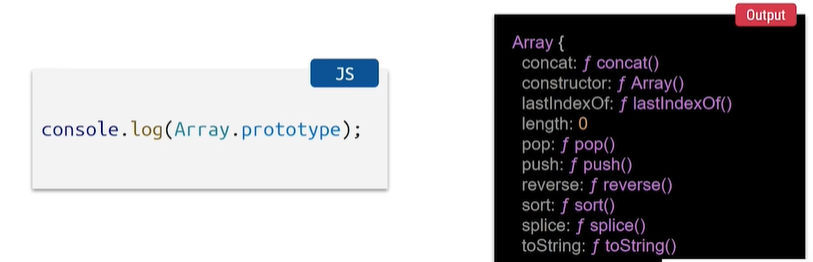 JS
console.log(Array.prototype);
Output
Array {
concat: ƒ concat()
constructor: ƒ Array()
lastIndexOf: ƒ lastIndexOf()
length: 0
pop: ƒ pop()
push: ƒ push()
reverse: ƒ reverse()
sort: ƒ sort()
splice: ƒ splice()
toString: ƒ toString()